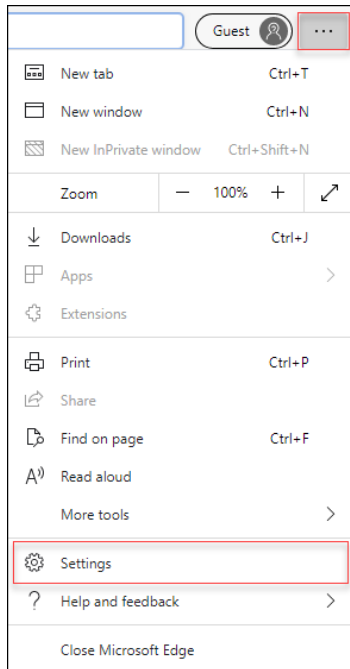 Guest ...
New tab Ctrl+T
New window Ctrl+N
New InPrivate window Ctrl+Shift+N
Zoom — 100% +
Downloads Ctrl+J
Apps
Extensions
Print Ctrl+P
Share
Find on page Ctrl+F
Read aloud
More tools
Settings
Help and feedback
Close Microsoft Edge